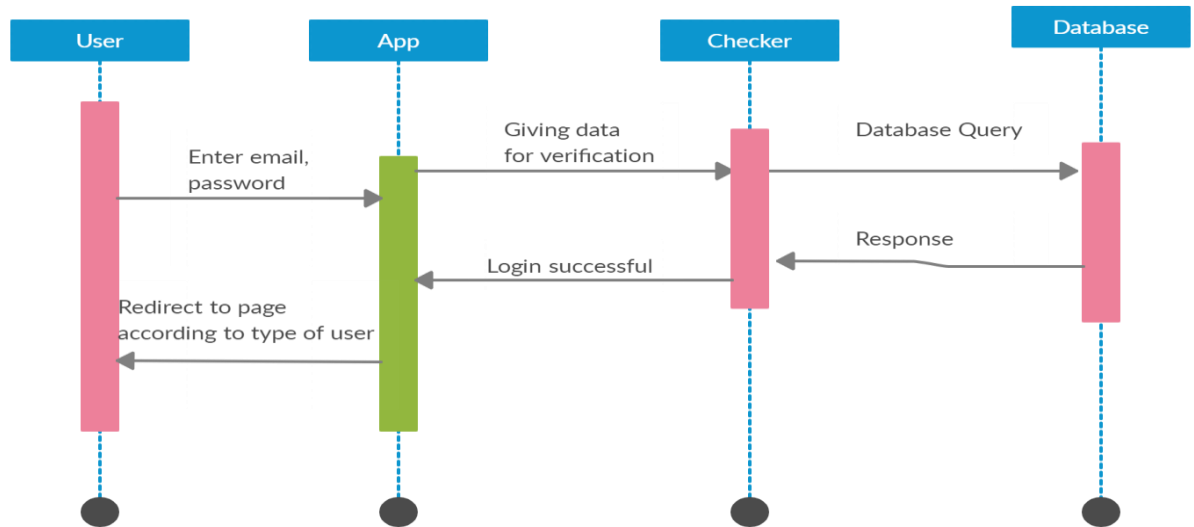 User
App
Checker
Database
Enter email,
password
Giving data
for verification
Database Query
Response
Login successful
Redirect to page
according to type of user